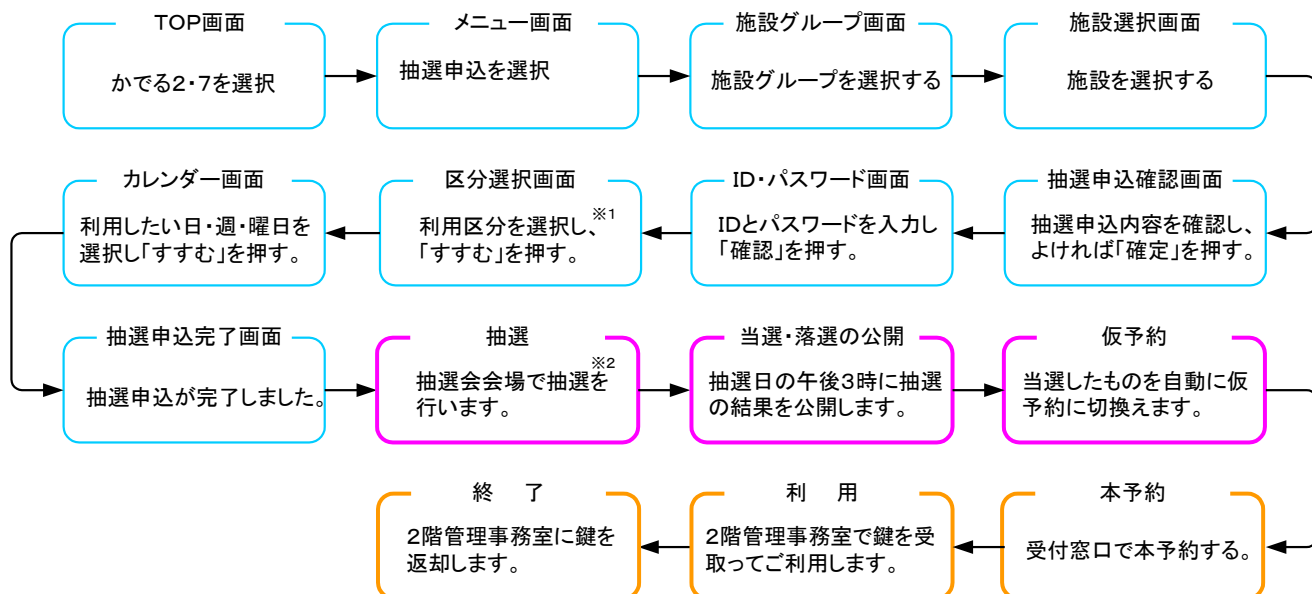 TOP画面
かでる2・7を選択
メニュー画面
抽選申込を選択
施設グループ画面
施設グループを選択する
施設選択画面
施設を選択する
抽選申込確認画面
抽選申込内容を確認し、
よければ「確定」を押す。
ID・パスワード画面
IDとパスワードを入力し
「確認」を押す。
区分選択画面
利用区分を選択し、※1
「すすむ」を押す。
カレンダー画面
利用したい日・週・曜日を
選択し「すすむ」を押す。
抽選申込完了画面
抽選申込が完了しました。
抽選
抽選会会場で抽選を※2
行います。
当選・落選の公開
抽選日の午後3時に抽選
の結果を公開します。
仮予約
当選したものを自動に仮
予約に切換えます。
本予約
受付窓口で本予約する。
利　用
2階管理事務室で鍵を受
取ってご利用します。
終　了
2階管理事務室に鍵を
返却します。